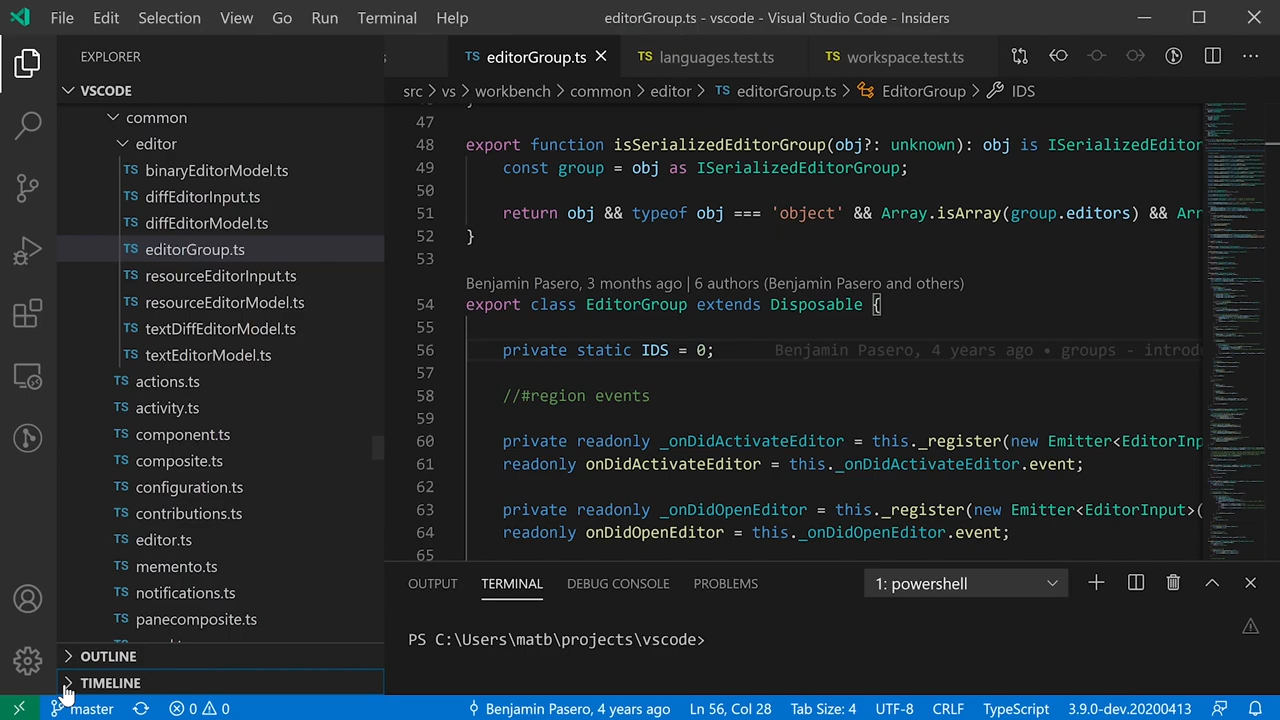 File Edit Selection View Go Run Terminal Help editorGroup.ts - vscode - Visual Studio Code - Insiders
EXPLORER
VSCODE
common
editor
TS binaryEditorModel.ts
TS diffEditorInput.ts
TS diffEditorModel.ts
TS editorGroup.ts
TS resourceEditorInput.ts
TS resourceEditorModel.ts
TS textDiffEditorModel.ts
TS textEditorModel.ts
TS actions.ts
TS activity.ts
TS component.ts
TS composite.ts
TS configuration.ts
TS contributions.ts
TS editor.ts
TS memento.ts
TS notifications.ts
TS panecomposite.ts
OUTLINE
TIMELINE
TS editorGroup.ts TS languages.test.ts TS workspace.test.ts
src > vs > workbench > common > editor > TS editorGroup.ts > EditorGroup > IDS
47
48 export function isSerializedEditorGroup(obj?: unknown): obj is ISerializedEditor
49 const group = obj as ISerializedEditorGroup;
50
51 return obj && typeof obj === 'object' && Array.isArray(group.editors) && Arr
52 }
53
Benjamin Pasero, 3 months ago | 6 authors (Benjamin Pasero and others)
54 export class EditorGroup extends Disposable {
55
56 private static IDS = 0; Benjamin Pasero, 4 years ago • groups - introd
57
58 //#region events
59
60 private readonly _onDidActivateEditor = this._register(new Emitter<EditorInp
61 readonly onDidActivateEditor = this._onDidActivateEditor.event;
62
63 private readonly _onDidOpenEditor = this._register(new Emitter<EditorInput>(
64 readonly onDidOpenEditor = this._onDidOpenEditor.event;
65
OUTPUT TERMINAL DEBUG CONSOLE PROBLEMS 1: powershell
PS C:\Users\matb\projects\vscode>
master 0 0 Benjamin Pasero, 4 years ago Ln 56, Col 28 Tab Size: 4 UTF-8 CRLF TypeScript 3.9.0-dev.20200413